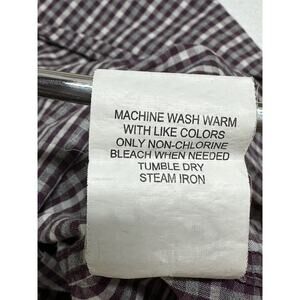 MACHINE WASH WARM
WITH LIKE COLORS
ONLY NON-CHLORINE
BLEACH WHEN NEEDED
TUMBLE DRY
STEAM IRON